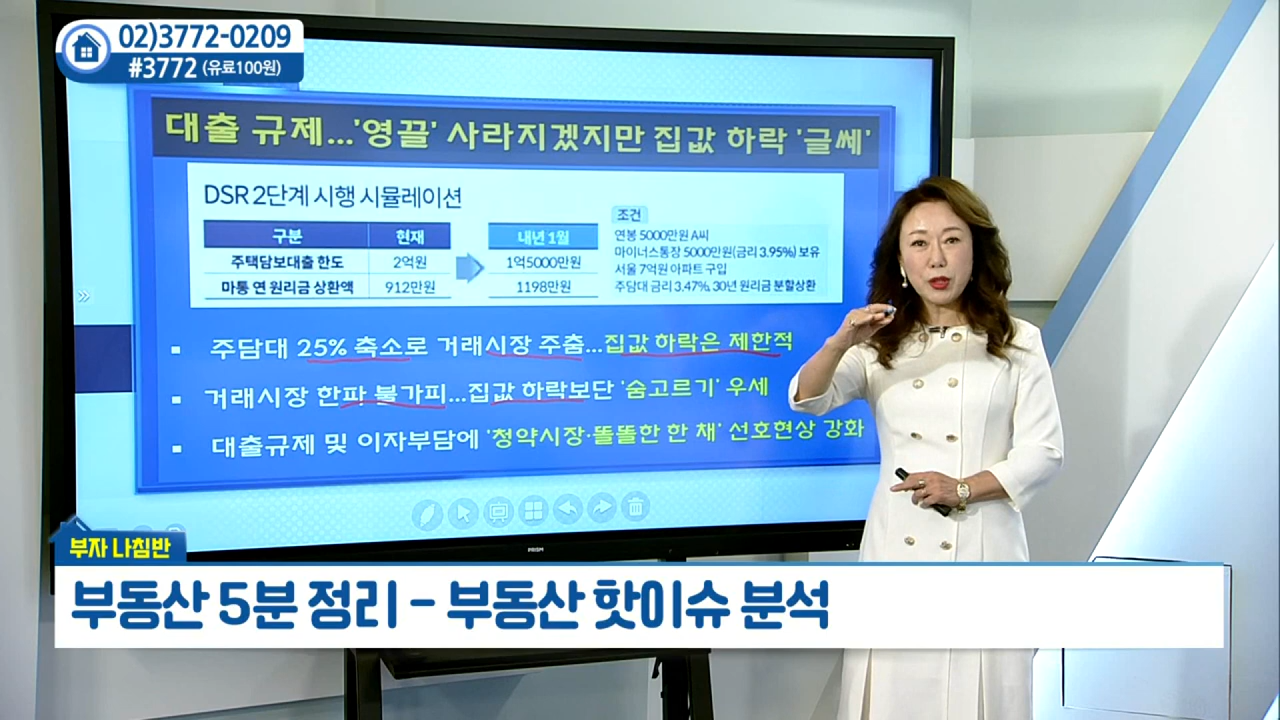 02)3772-0209
#3772 (유료100원)
대출 규제...'영끌' 사라지겠지만 집값 하락 '글쎄'
DSR 2단계 시행 시뮬레이션
구분 현재 내년 1월
주택담보대출 한도 2억원 1억5000만원
마통 연 원리금 상환액 912만원 1198만원
조건
연봉 5000만원 A씨
마이너스통장 5000만원(금리 3.95%) 보유
서울 7억원 아파트 구입
주담대 금리 3.47%, 30년 원리금 분할상환
▪ 주담대 25% 축소로 거래시장 주춤...집값 하락은 제한적
▪ 거래시장 한파 불가피...집값 하락보단 '숨고르기' 우세
▪ 대출규제 및 이자부담에 '청약시장·똘똘한 한 채' 선호현상 강화
PRISM
부자 나침반
부동산 5분 정리 - 부동산 핫이슈 분석